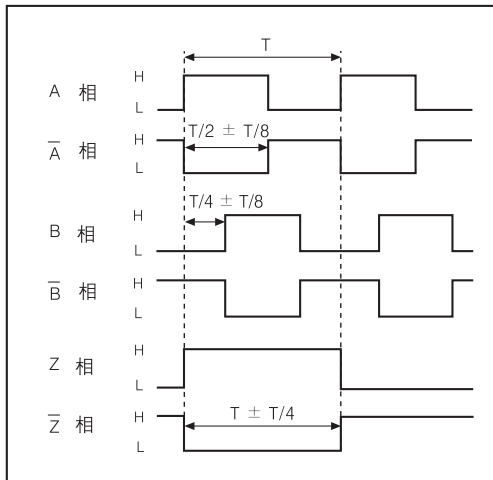 T
A 相 H
L
T/2 ± T/8
A̅ 相 H
L
T/4 ± T/8
B 相 H
L
B̅ 相 H
L
Z 相 H
L
Z̅ 相 H
T ± T/4
L